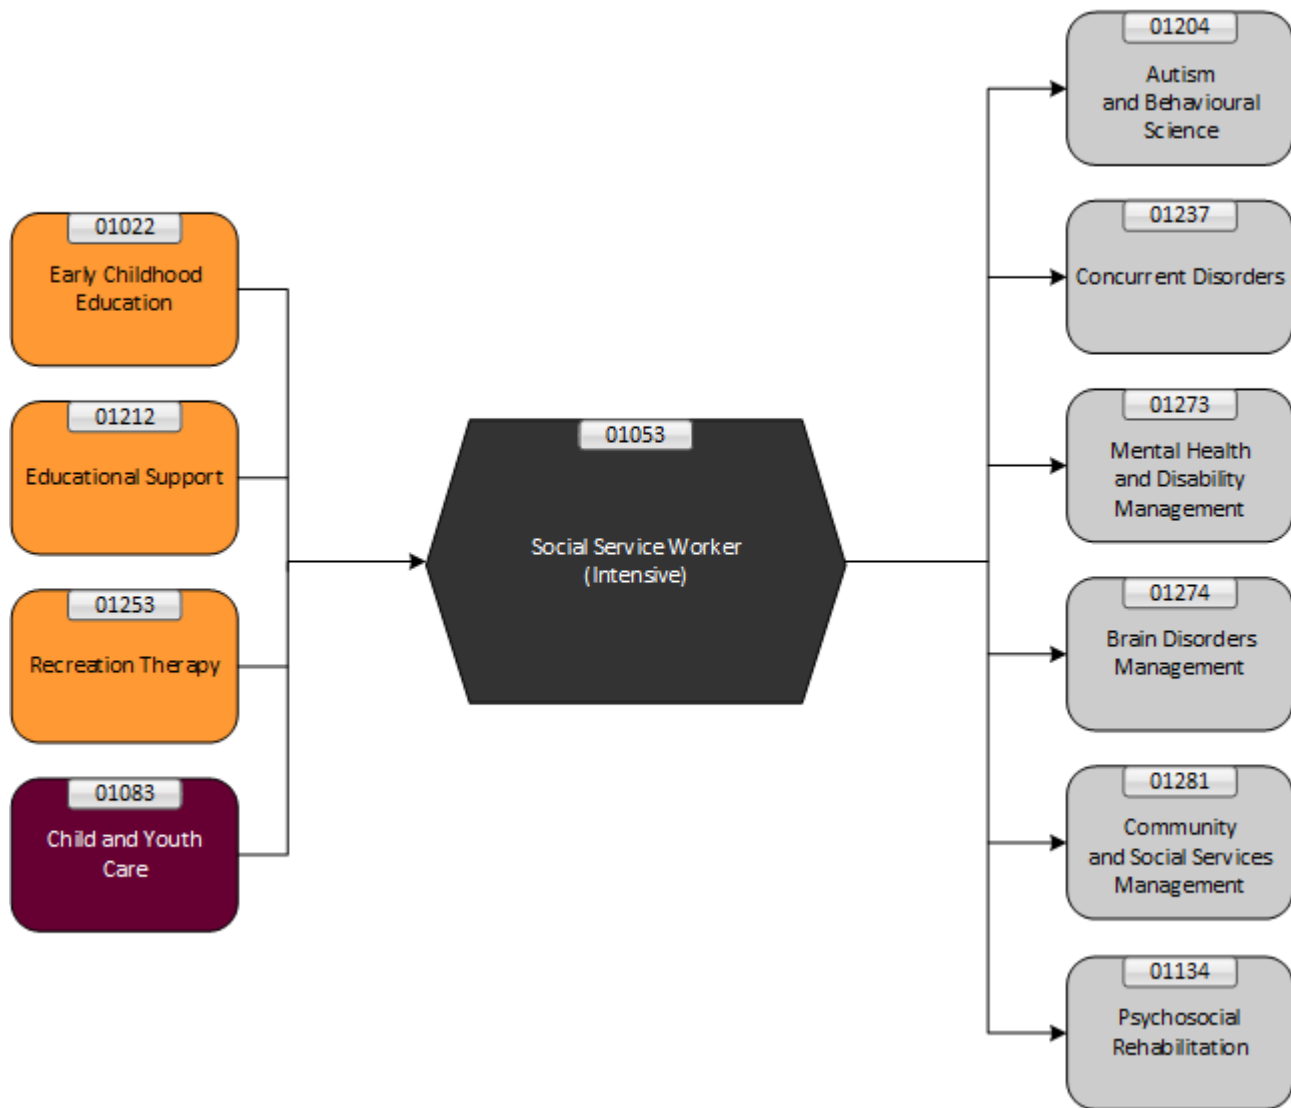 01022
Early Childhood
Education
01212
Educational Support
01253
Recreation Therapy
01083
Child and Youth
Care
01053
Social Service Worker
(Intensive)
01204
Autism
and Behavioural
Science
01237
Concurrent Disorders
01273
Mental Health
and Disability
Management
01274
Brain Disorders
Management
01281
Community
and Social Services
Management
01134
Psychosocial
Rehabilitation